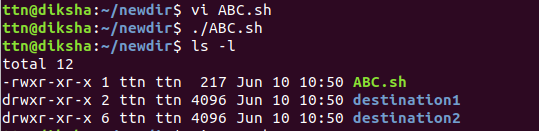 ttn@diksha:~/newdir$ vi ABC.sh
ttn@diksha:~/newdir$ ./ABC.sh
ttn@diksha:~/newdir$ ls -l
total 12
-rwxr-xr-x 1 ttn ttn  217 Jun 10 10:50 ABC.sh
drwxr-xr-x 2 ttn ttn 4096 Jun 10 10:50 destination1
drwxr-xr-x 6 ttn ttn 4096 Jun 10 10:50 destination2